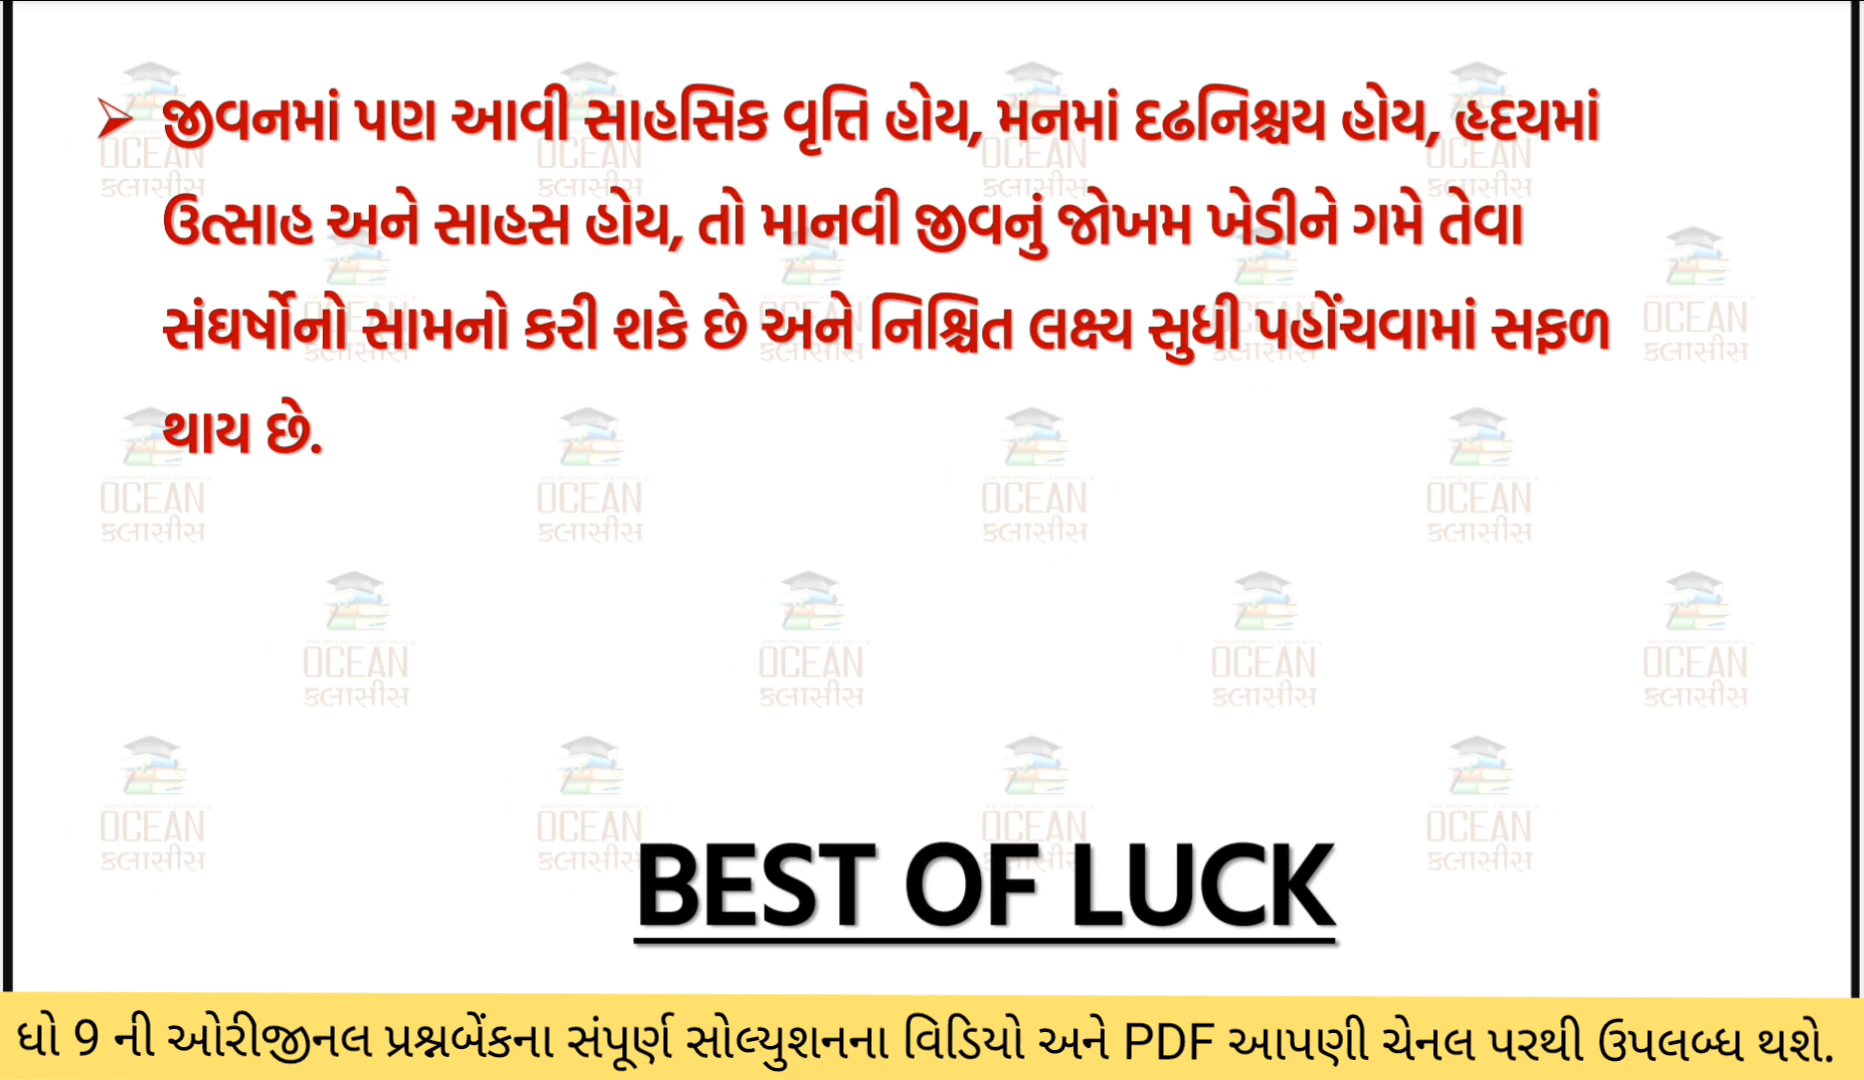 ➢ જીવનમાં પણ આવી સાહસિક વૃત્તિ હોય, મનમાં દઢનિશ્ચય હોય, હૃદયમાં
ઉત્સાહ અને સાહસ હોય, તો માનવી જીવનું જોખમ ખેડીને ગમે તેવા
સંઘર્ષોનો સામનો કરી શકે છે અને નિશ્ચિત લક્ષ્ય સુધી પહોંચવામાં સફળ
થાય છે.
OCEAN
ક્લાસીસ
BEST OF LUCK
ધો 9 ની ઓરીજીનલ પ્રશ્નબેંકના સંપૂર્ણ સોલ્યુશનના વિડિયો અને PDF આપણી ચેનલ પરથી ઉપલબ્ધ થશે.